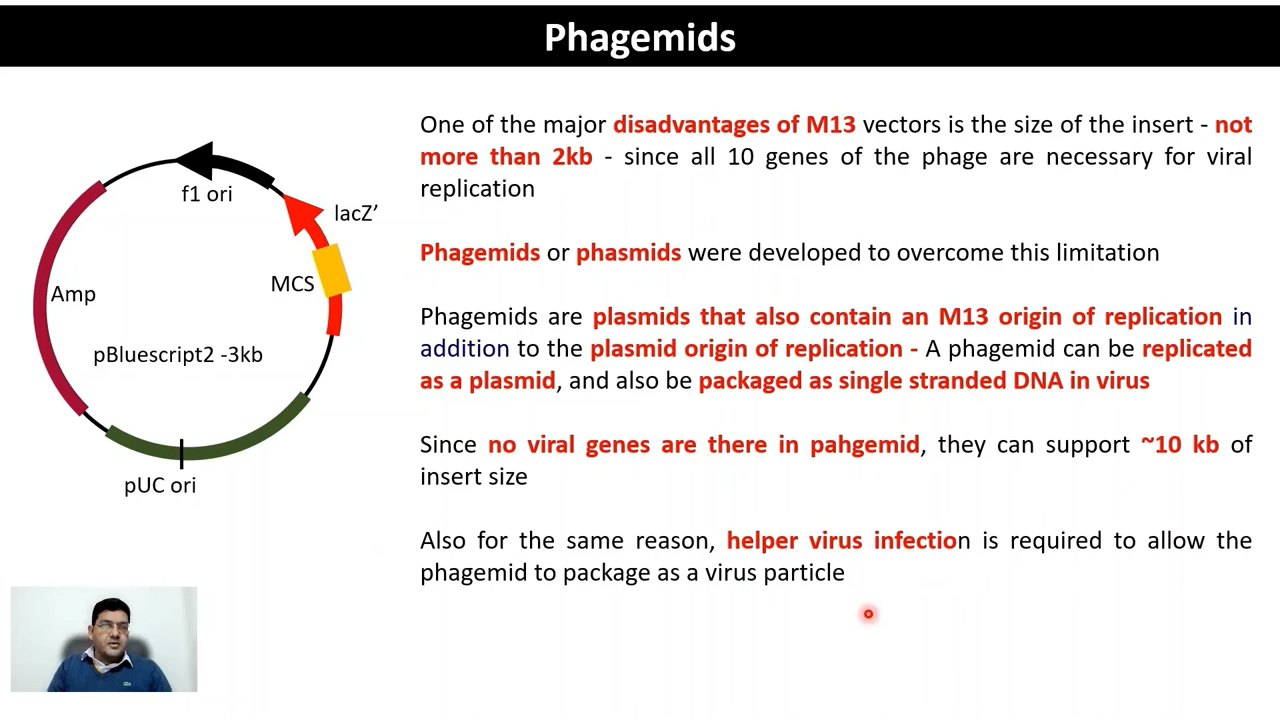 Phagemids
f1 ori
lacZ’
MCS
Amp
pBluescript2 -3kb
pUC ori
One of the major disadvantages of M13 vectors is the size of the insert - not
more than 2kb - since all 10 genes of the phage are necessary for viral
replication
Phagemids or phasmids were developed to overcome this limitation
Phagemids are plasmids that also contain an M13 origin of replication in
addition to the plasmid origin of replication - A phagemid can be replicated
as a plasmid, and also be packaged as single stranded DNA in virus
Since no viral genes are there in pahgemid, they can support ~10 kb of
insert size
Also for the same reason, helper virus infection is required to allow the
phagemid to package as a virus particle